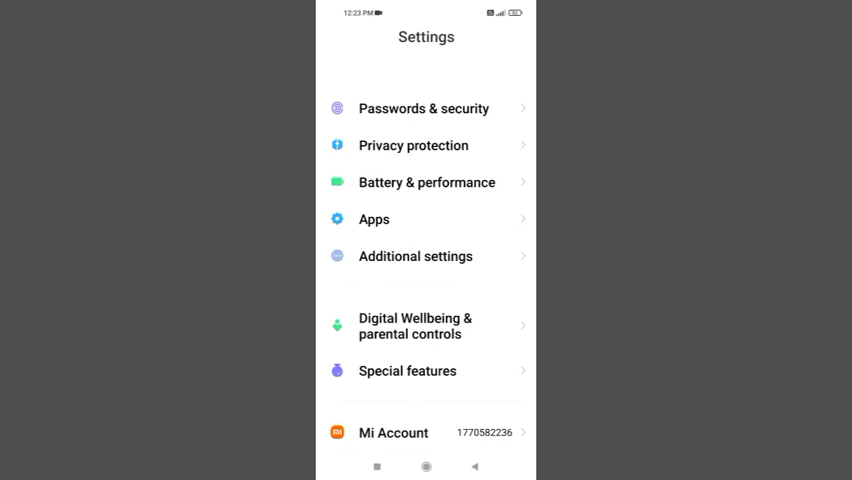 12:23 PM
Settings
Passwords & security
Privacy protection
Battery & performance
Apps
Additional settings
Digital Wellbeing &
parental controls
Special features
Mi Account 1770582236